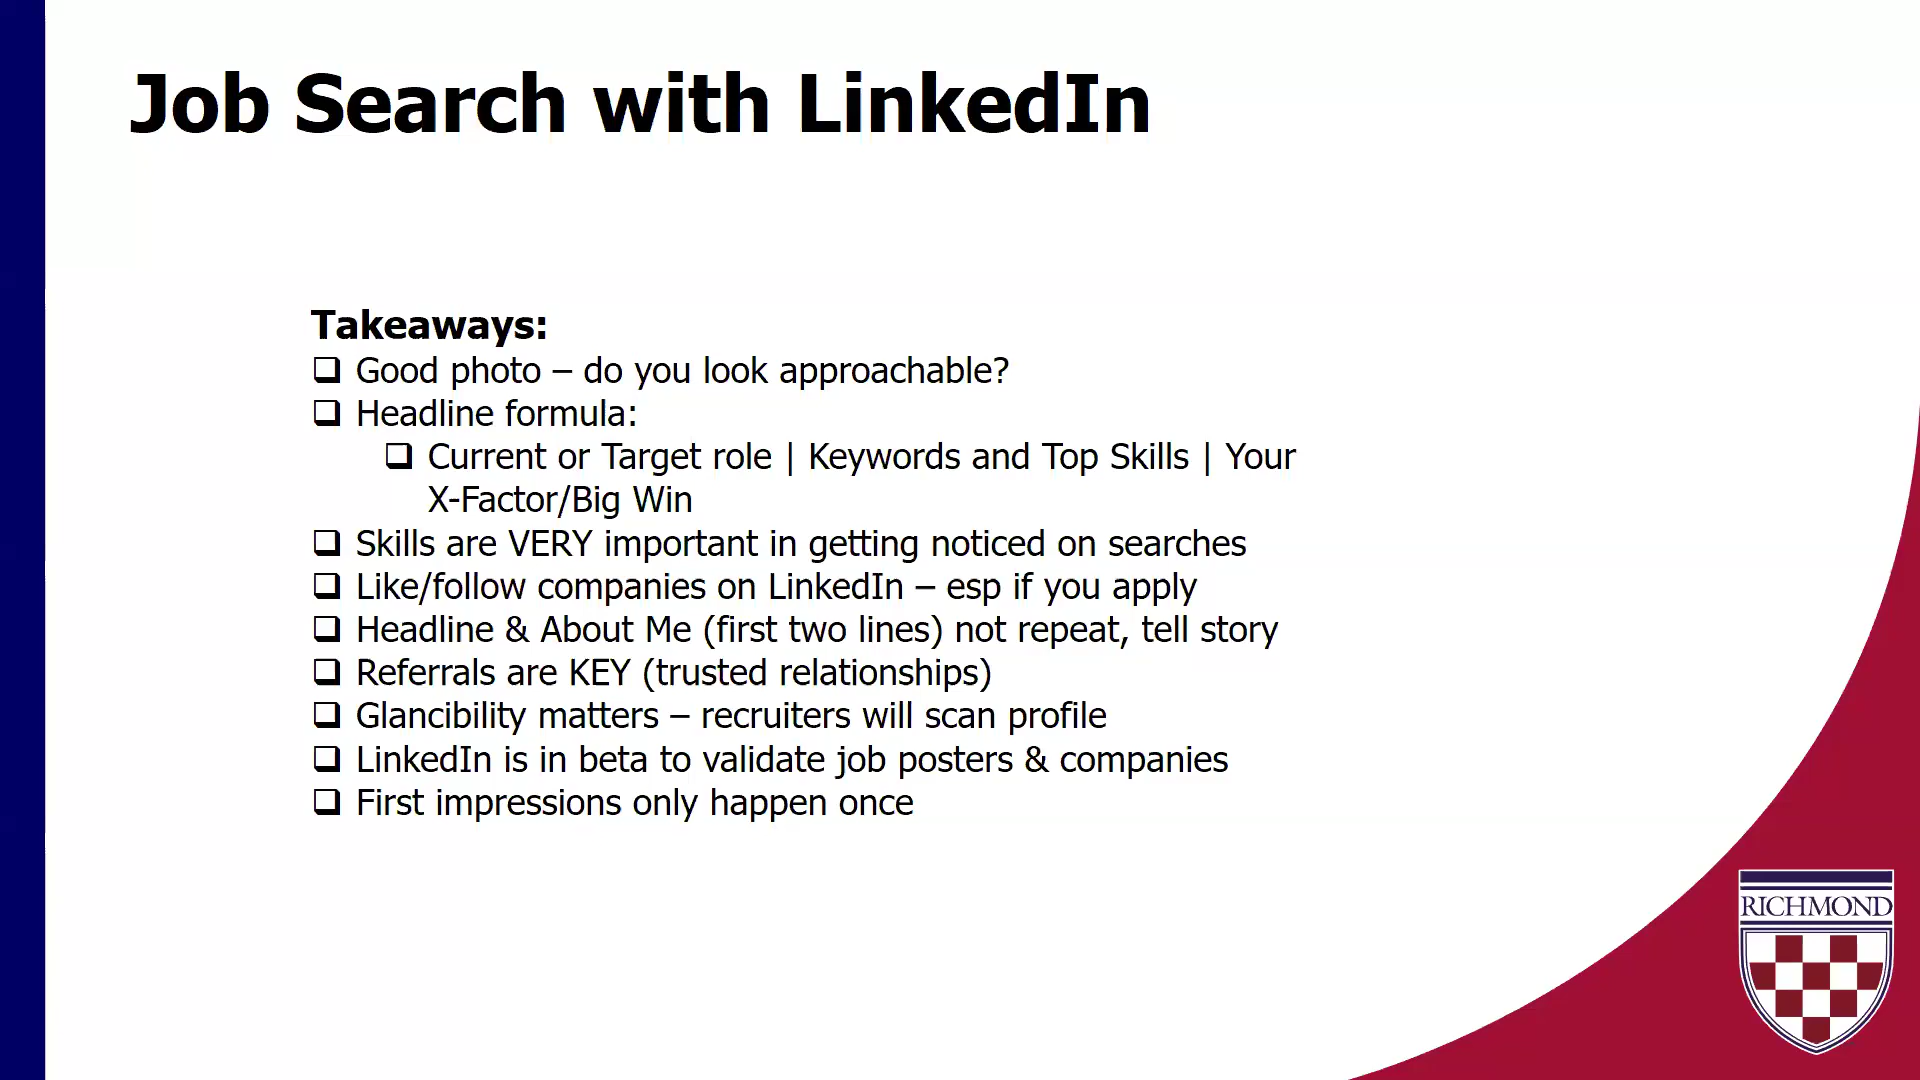 Job Search with LinkedIn
Takeaways:
❑ Good photo – do you look approachable?
❑ Headline formula:
❑ Current or Target role | Keywords and Top Skills | Your
X-Factor/Big Win
❑ Skills are VERY important in getting noticed on searches
❑ Like/follow companies on LinkedIn – esp if you apply
❑ Headline & About Me (first two lines) not repeat, tell story
❑ Referrals are KEY (trusted relationships)
❑ Glancibility matters – recruiters will scan profile
❑ LinkedIn is in beta to validate job posters & companies
❑ First impressions only happen once
RICHMOND